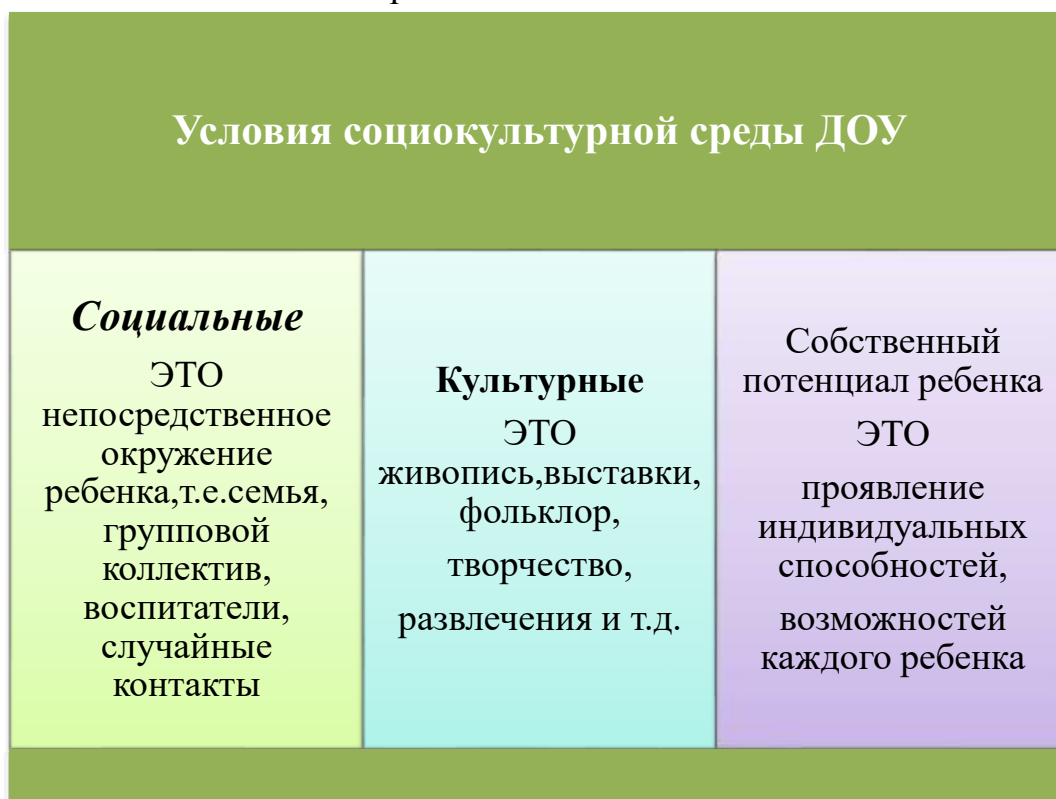 Условия социокультурной среды ДОУ
Социальные
ЭТО
непосредственное
окружение
ребенка,т.е.семья,
групповой
коллектив,
воспитатели,
случайные
контакты
Культурные
ЭТО
живопись,выставки,
фольклор,
творчество,
развлечения и т.д.
Собственный
потенциал ребенка
ЭТО
проявление
индивидуальных
способностей,
возможностей
каждого ребенка